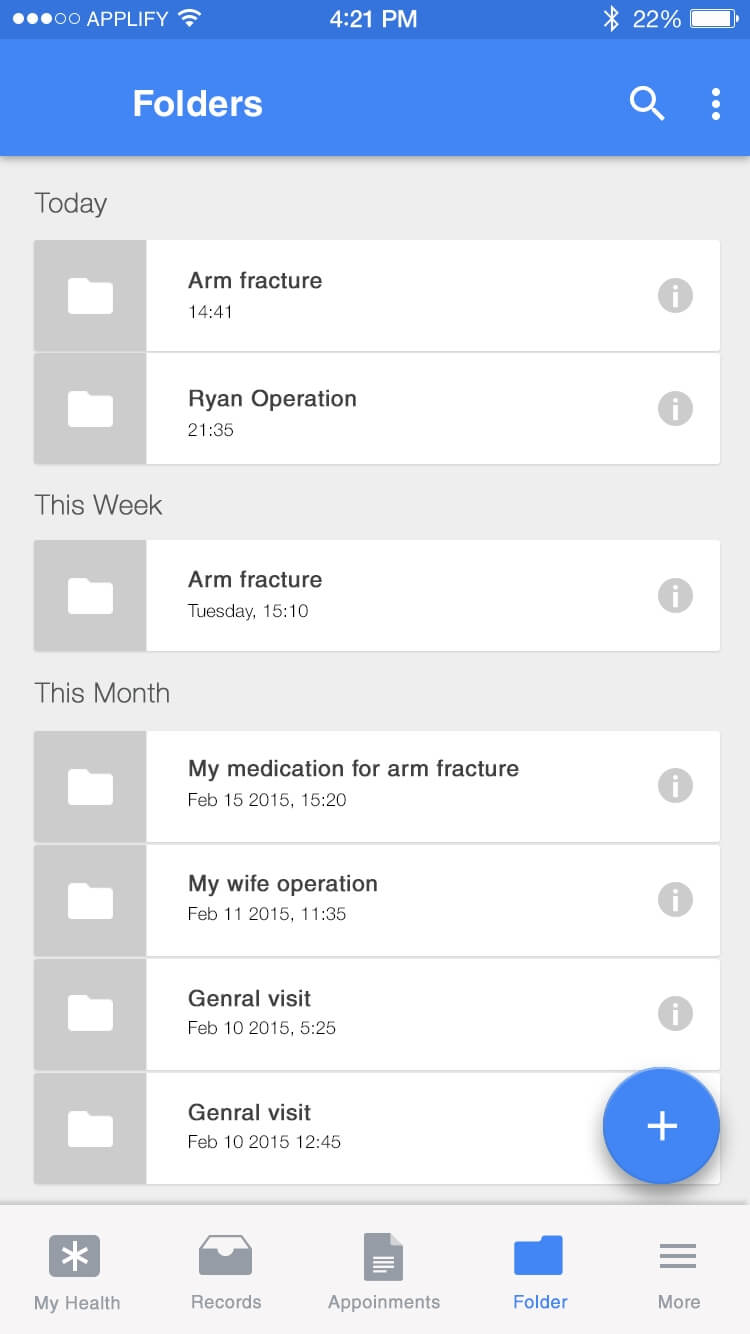 APPLIFY 4:21 PM 22%
Folders
Today
Arm fracture
14:41
Ryan Operation
21:35
This Week
Arm fracture
Tuesday, 15:10
This Month
My medication for arm fracture
Feb 15 2015, 15:20
My wife operation
Feb 11 2015, 11:35
Genral visit
Feb 10 2015, 5:25
Genral visit
Feb 10 2015 12:45
My Health Records Appoinments Folder More